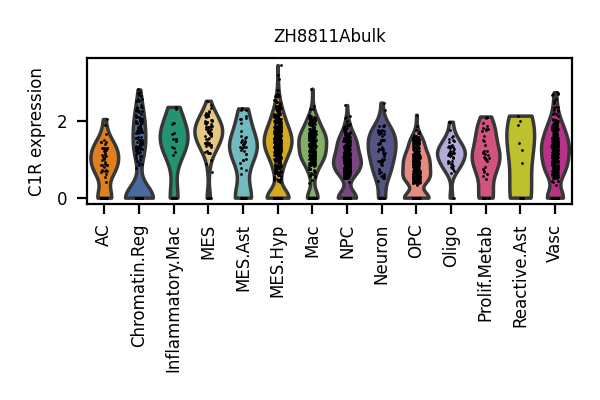 ZH8811Abulk
C1R expression
2
0
AC
Chromatin.Reg
Inflammatory.Mac
MES
MES.Ast
MES.Hyp
Mac
NPC
Neuron
OPC
Oligo
Prolif.Metab
Reactive.Ast
Vasc